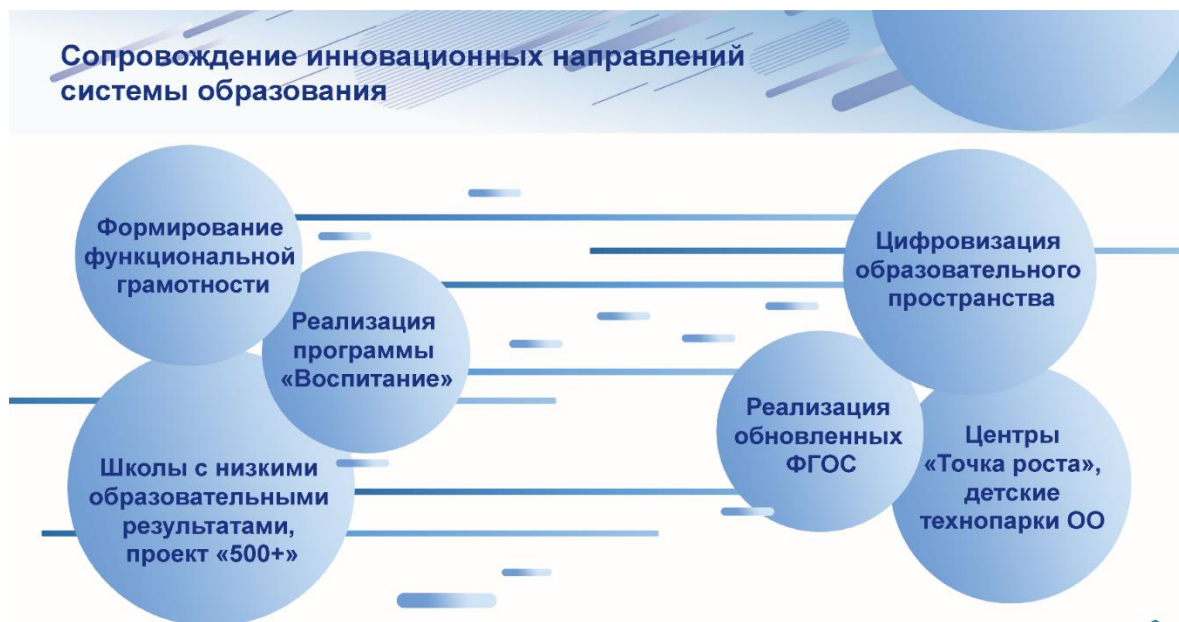 Сопровождение инновационных направлений
системы образования
Формирование
функциональной
грамотности
Реализация
программы
«Воспитание»
Школы с низкими
образовательными
результатами,
проект «500+»
Цифровизация
образовательного
пространства
Реализация
обновленных
ФГОС
Центры
«Точка роста»,
детские
технопарки ОО